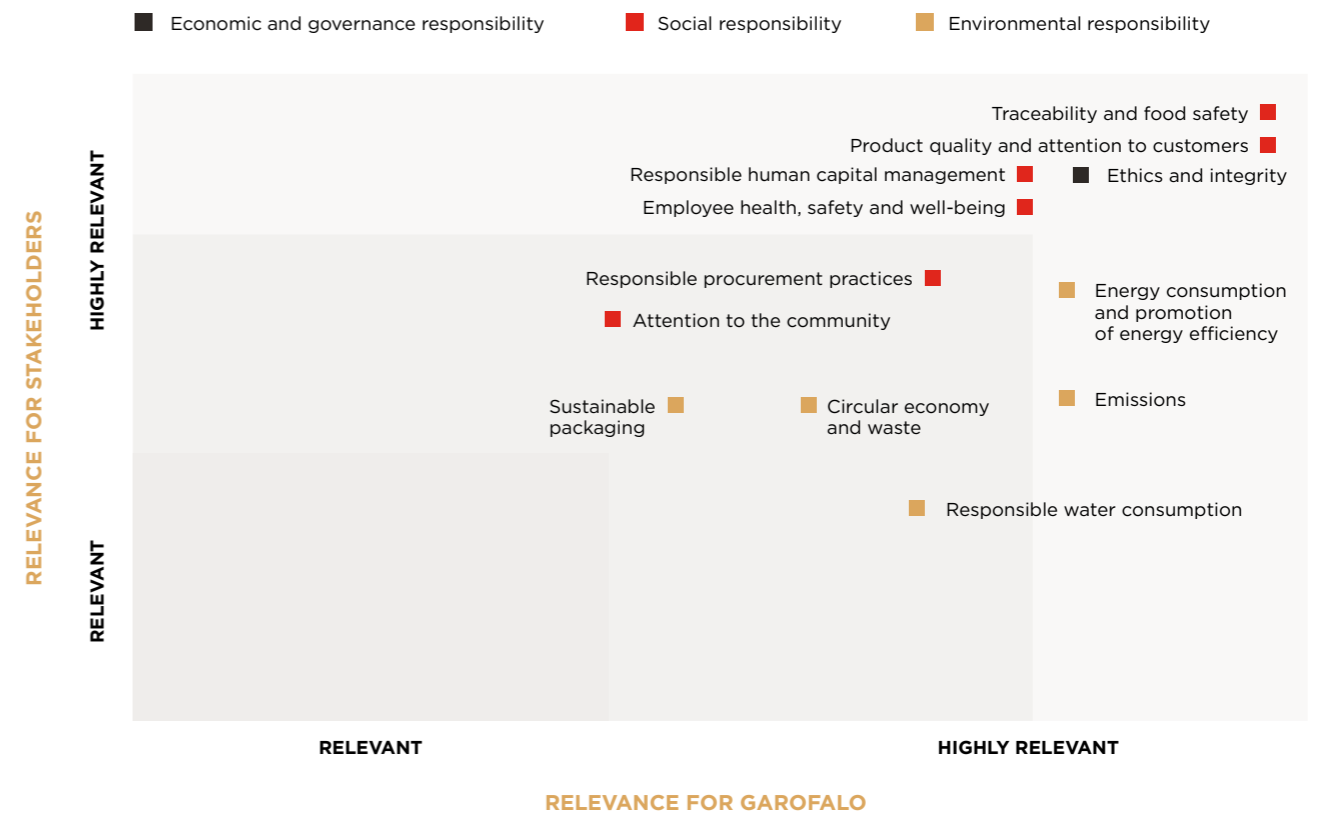 Economic and governance responsibility
Social responsibility
Environmental responsibility
RELEVANCE FOR STAKEHOLDERS
HIGHLY RELEVANT
RELEVANT
Traceability and food safety
Product quality and attention to customers
Responsible human capital management
Ethics and integrity
Employee health, safety and well-being
Responsible procurement practices
Energy consumption
and promotion
of energy efficiency
Attention to the community
Sustainable
packaging
Circular economy
and waste
Emissions
Responsible water consumption
RELEVANT
HIGHLY RELEVANT
RELEVANCE FOR GAROFALO